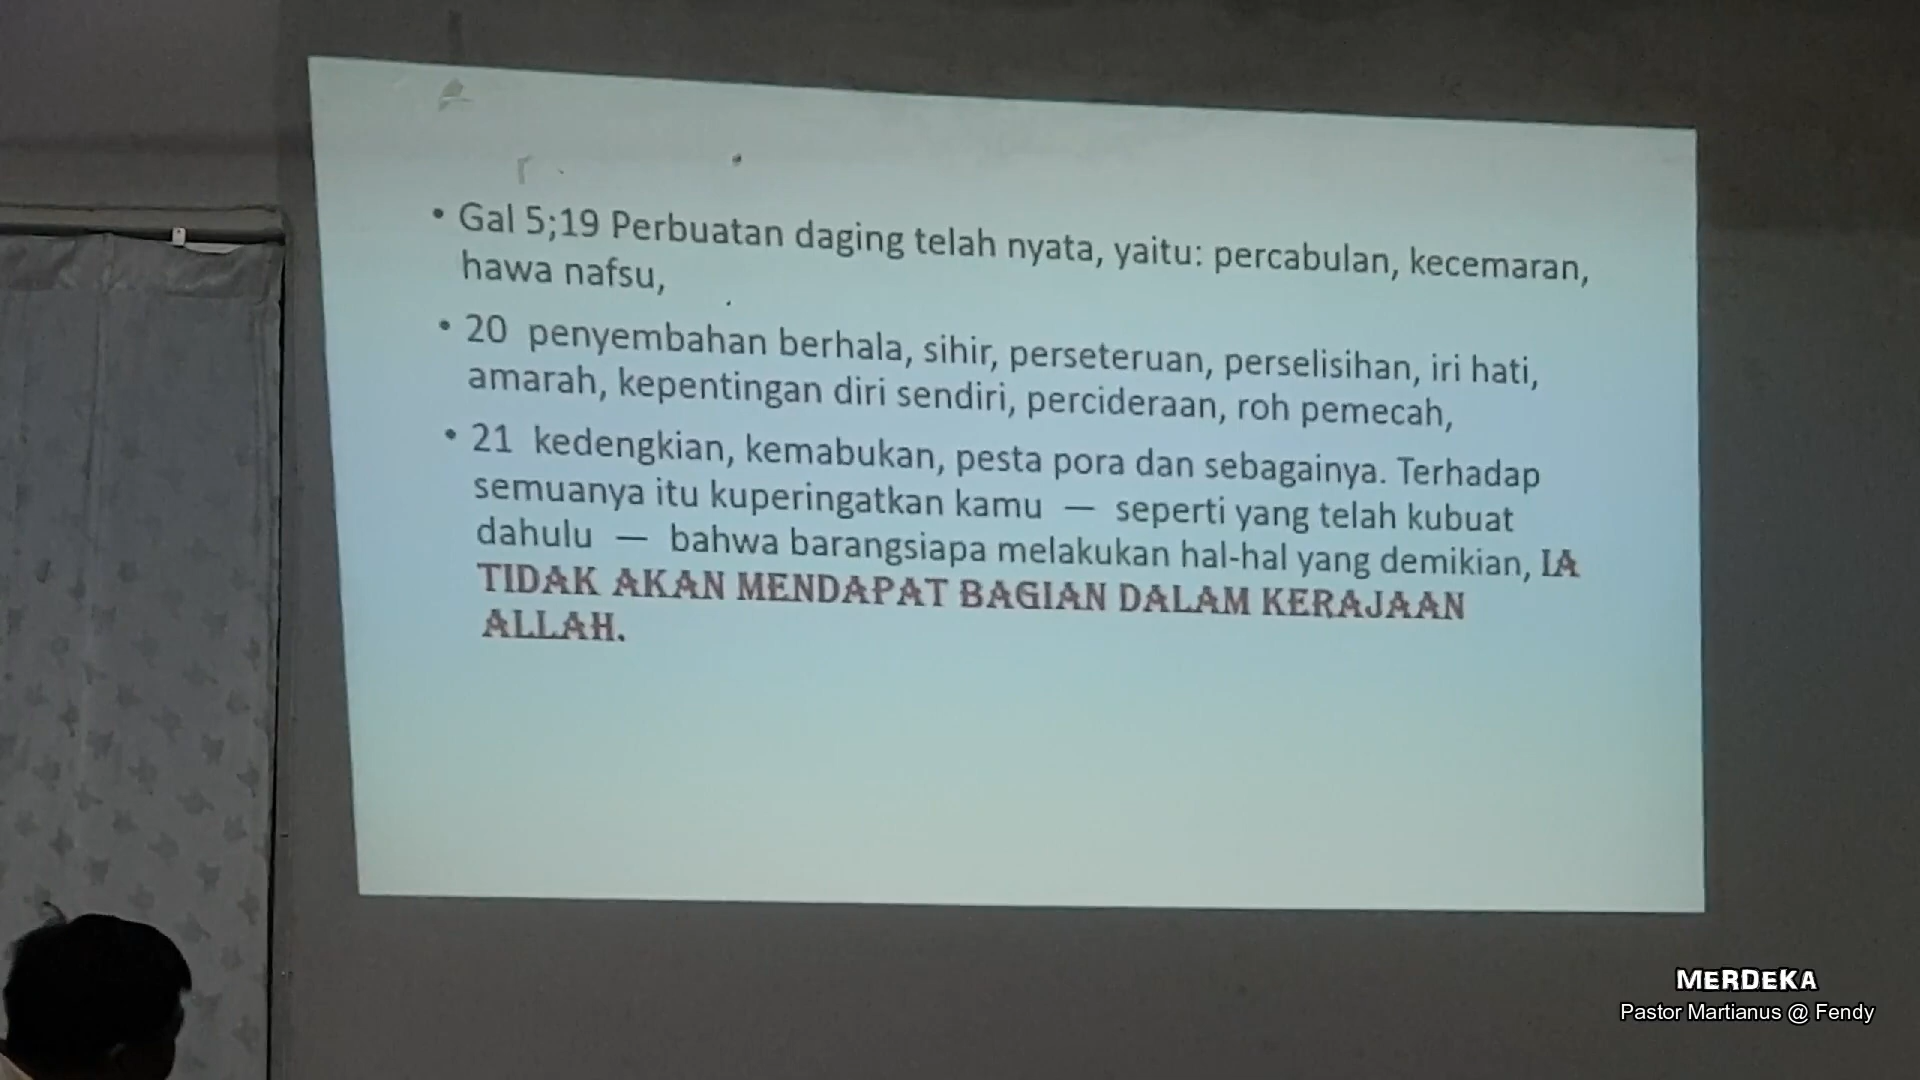 • Gal 5;19 Perbuatan daging telah nyata, yaitu: percabulan, kecemaran,
hawa nafsu,
• 20 penyembahan berhala, sihir, perseteruan, perselisihan, iri hati,
amarah, kepentingan diri sendiri, percideraan, roh pemecah,
• 21 kedengkian, kemabukan, pesta pora dan sebagainya. Terhadap
semuanya itu kuperingatkan kamu — seperti yang telah kubuat
dahulu — bahwa barangsiapa melakukan hal-hal yang demikian, IA
TIDAK AKAN MENDAPAT BAGIAN DALAM KERAJAAN
ALLAH.
MERDEKA
Pastor Martianus @ Fendy